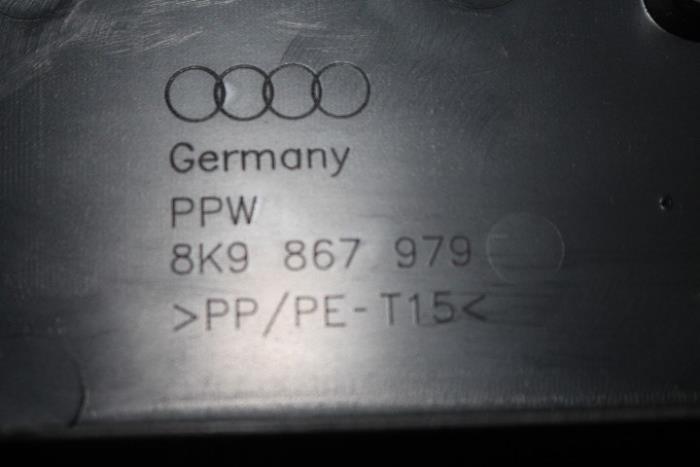 Germany
PPW
8K9 867 979
>PP/PE-T15<